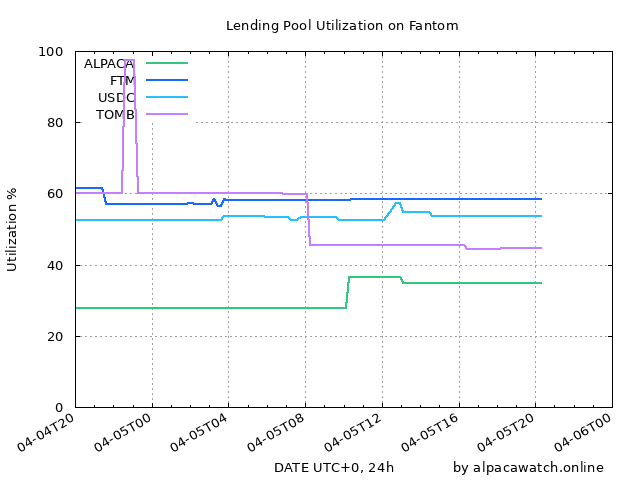 Lending Pool Utilization on Fantom
Utilization %
100
80
60
40
20
0
ALPACA
FTM
USDC
TOMB
04-04T20
04-05T00
04-05T04
04-05T08
04-05T12
04-05T16
04-05T20
04-06T00
DATE UTC+0, 24h
by alpacawatch.online